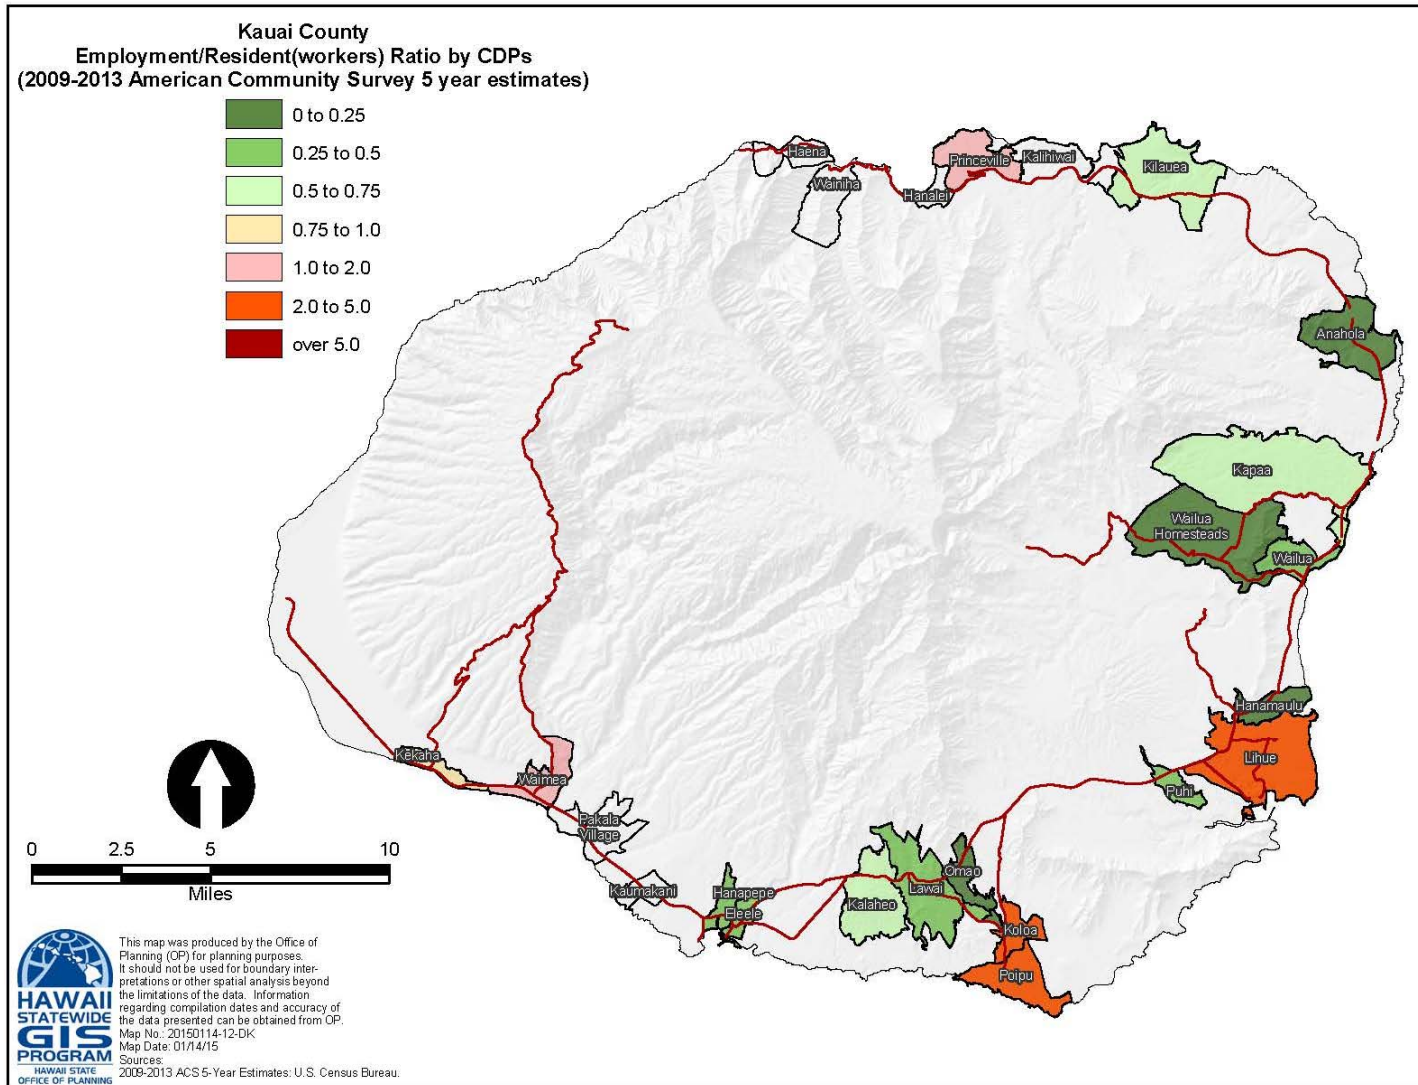 Kauai County
Employment/Resident(workers) Ratio by CDPs
(2009-2013 American Community Survey 5 year estimates)
0 to 0.25
0.25 to 0.5
0.5 to 0.75
0.75 to 1.0
1.0 to 2.0
2.0 to 5.0
over 5.0
Haena
Wainiha
Hanalei
Princeville
Kalihiwai
Kilauea
Anahola
Kapaa
Wailua
Homesteads
Wailua
Hanamaulu
Lihue
Puhi
Kekaha
Waimea
Pakala
Village
Kaumakani
Hanapepe
Eleele
Kalaheo
Lawai
Omao
Koloa
Poipu
0 2.5 5 10
Miles
This map was produced by the Office of
Planning (OP) for planning purposes.
It should not be used for boundary inter-
pretations or other spatial analysis beyond
the limitations of the data. Information
regarding compilation dates and accuracy of
the data presented can be obtained from OP.
Map No.: 20150114-12-DK
Map Date: 01/14/15
Sources:
2009-2013 ACS 5-Year Estimates: U.S. Census Bureau.
HAWAII
STATEWIDE
GIS
PROGRAM
HAWAII STATE
OFFICE OF PLANNING